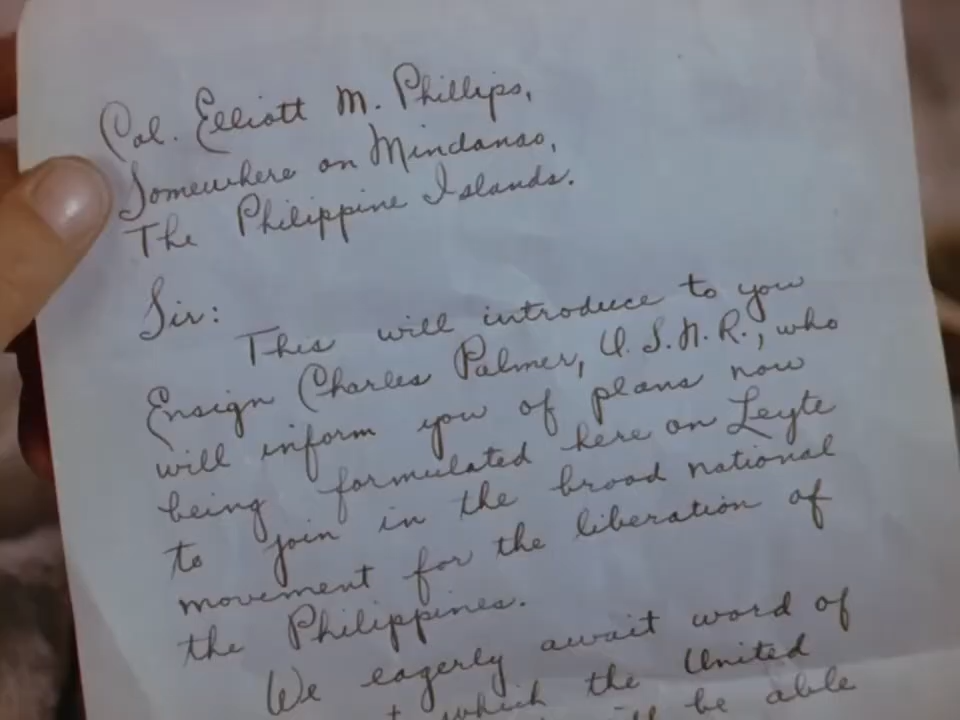 Col. Elliott M. Phillips,
Somewhere on Mindanao,
The Philippine Islands.
Sir:
This will introduce to you
Ensign Charles Palmer, U.S.N.R., who
will inform you of plans now
being formulated here on Leyte
to join in the broad national
movement for the liberation of
the Philippines.
We eagerly await word of
which the United
be able